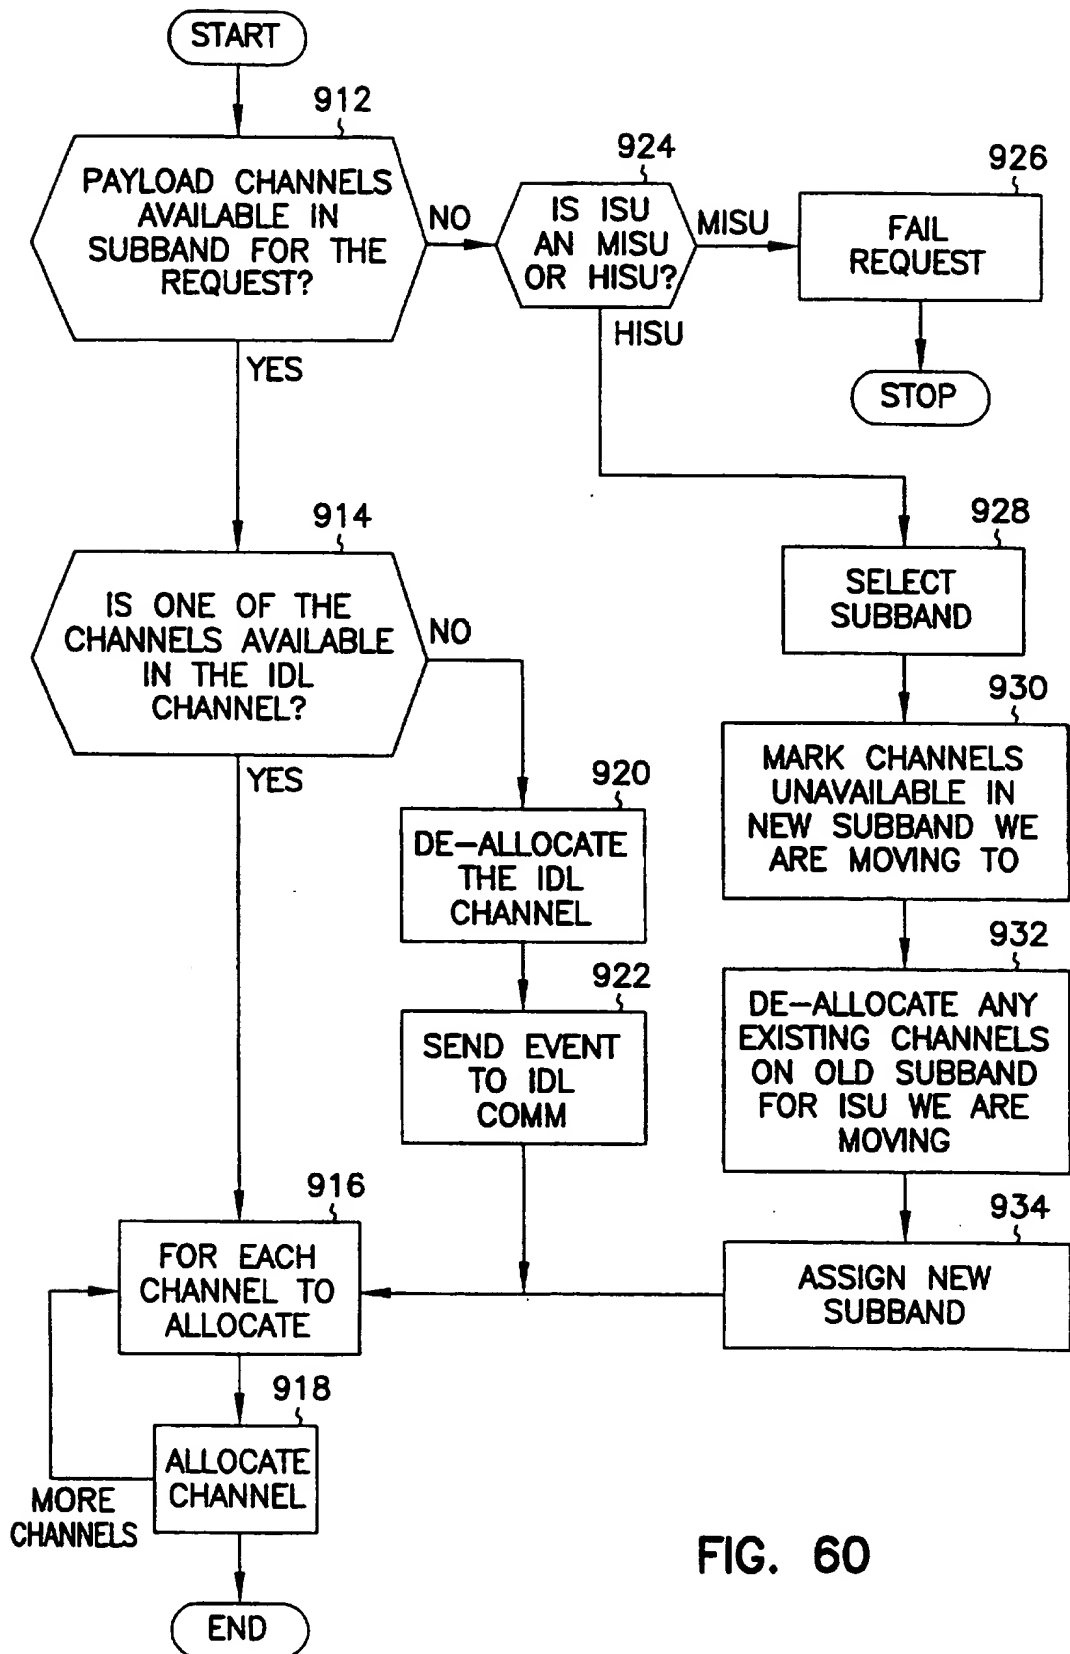 START
912
PAYLOAD CHANNELS
AVAILABLE IN
SUBBAND FOR THE
REQUEST?
NO
YES
924
IS ISU
AN MISU
OR HISU?
MISU
HISU
926
FAIL
REQUEST
STOP
914
IS ONE OF THE
CHANNELS AVAILABLE
IN THE IDL
CHANNEL?
NO
YES
920
DE-ALLOCATE
THE IDL
CHANNEL
922
SEND EVENT
TO IDL
COMM
928
SELECT
SUBBAND
930
MARK CHANNELS
UNAVAILABLE IN
NEW SUBBAND WE
ARE MOVING TO
932
DE-ALLOCATE ANY
EXISTING CHANNELS
ON OLD SUBBAND
FOR ISU WE ARE
MOVING
934
ASSIGN NEW
SUBBAND
916
FOR EACH
CHANNEL TO
ALLOCATE
918
ALLOCATE
CHANNEL
MORE
CHANNELS
END
FIG. 60